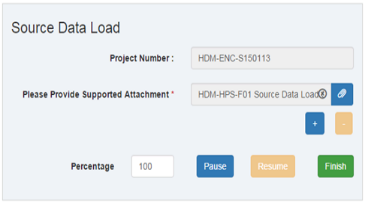 Source Data Load
Project Number : HDM-ENC-S150113
Please Provide Supported Attachment * HDM-HPS-F01 Source Data Load
+ -
Percentage 100 Pause Resume Finish